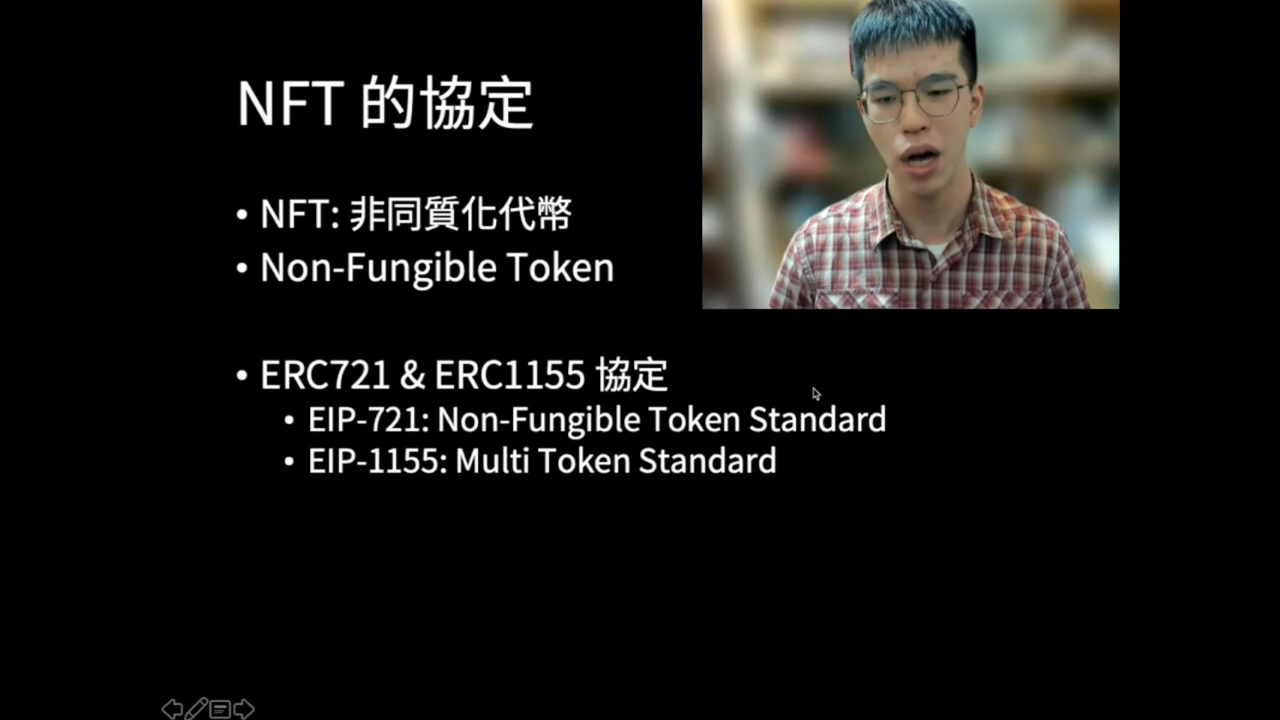 NFT 的協定
• NFT: 非同質化代幣
• Non-Fungible Token
• ERC721 & ERC1155 協定
• EIP-721: Non-Fungible Token Standard
• EIP-1155: Multi Token Standard